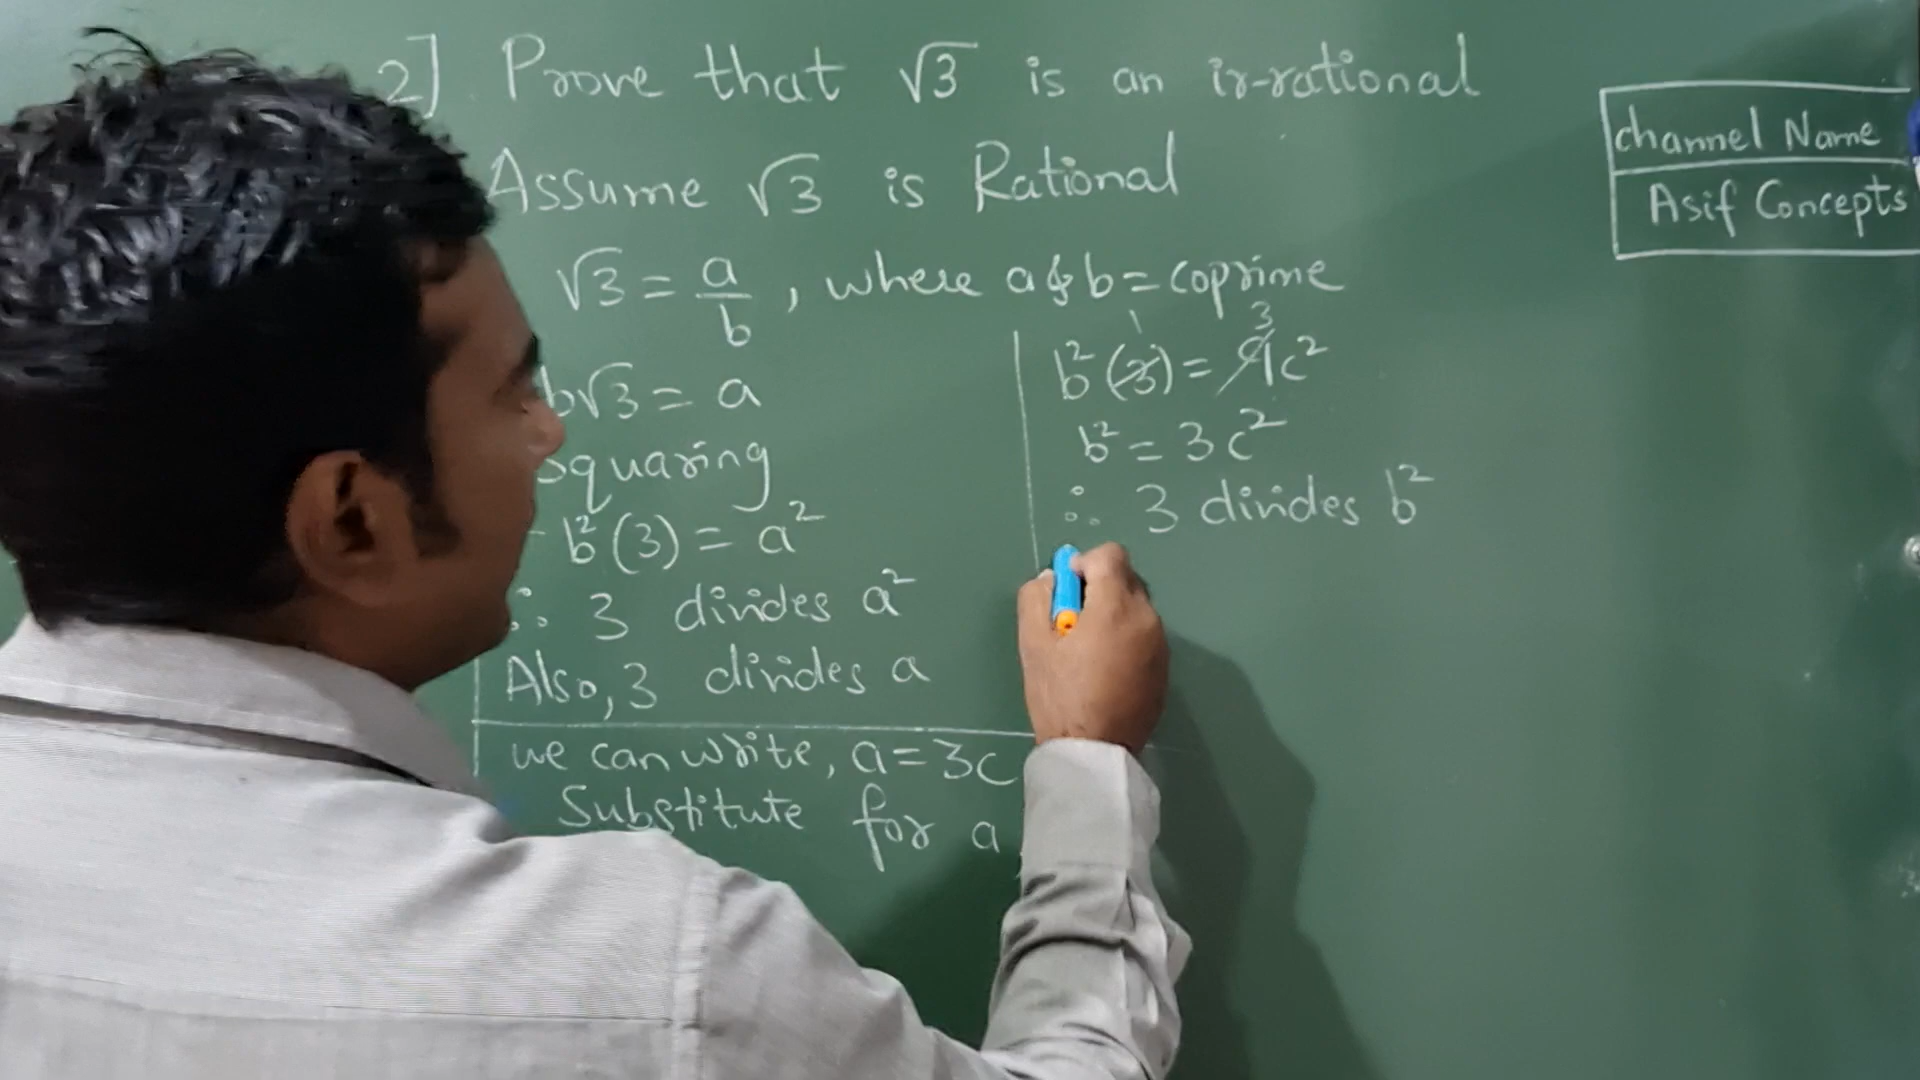 2] Prove that √3 is an ir-rational
Assume √3 is Rational
√3 = a/b , where a & b = coprime
b√3 = a
Squaring
b²(3) = a²
∴ 3 divides a²
Also, 3 divides a
we can write, a = 3c
Substitute for a
1 3
b²(3) = 9c²
b² = 3c²
∴ 3 divides b²
channel Name
Asif Concepts